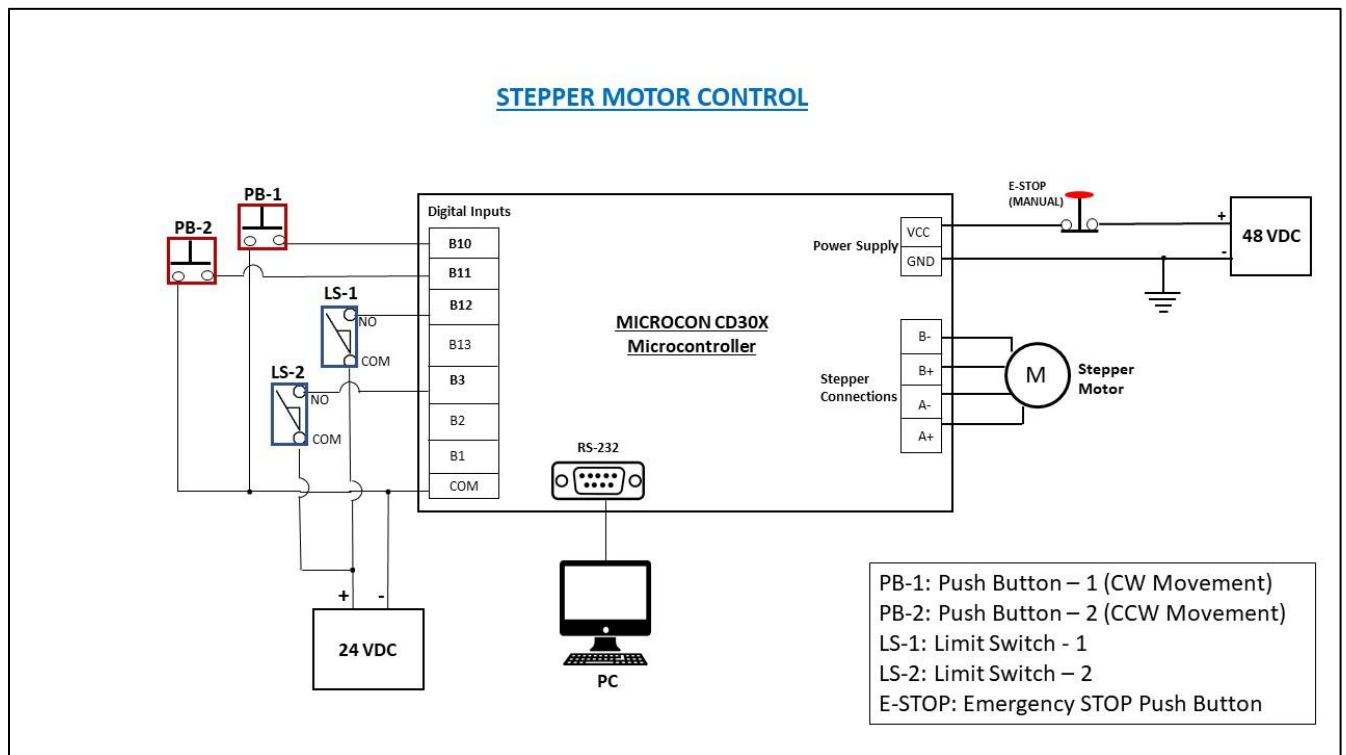 STEPPER MOTOR CONTROL
PB-1
PB-2
LS-1
NO
COM
LS-2
NO
COM
Digital Inputs
B10
B11
B12
B13
B3
B2
B1
COM
MICROCON CD30X
Microcontroller
RS-232
PC
+ -
24 VDC
Power Supply
VCC
GND
E-STOP
(MANUAL)
+
-
48 VDC
Stepper
Connections
B-
B+
A-
A+
M
Stepper
Motor
PB-1: Push Button – 1 (CW Movement)
PB-2: Push Button – 2 (CCW Movement)
LS-1: Limit Switch - 1
LS-2: Limit Switch – 2
E-STOP: Emergency STOP Push Button